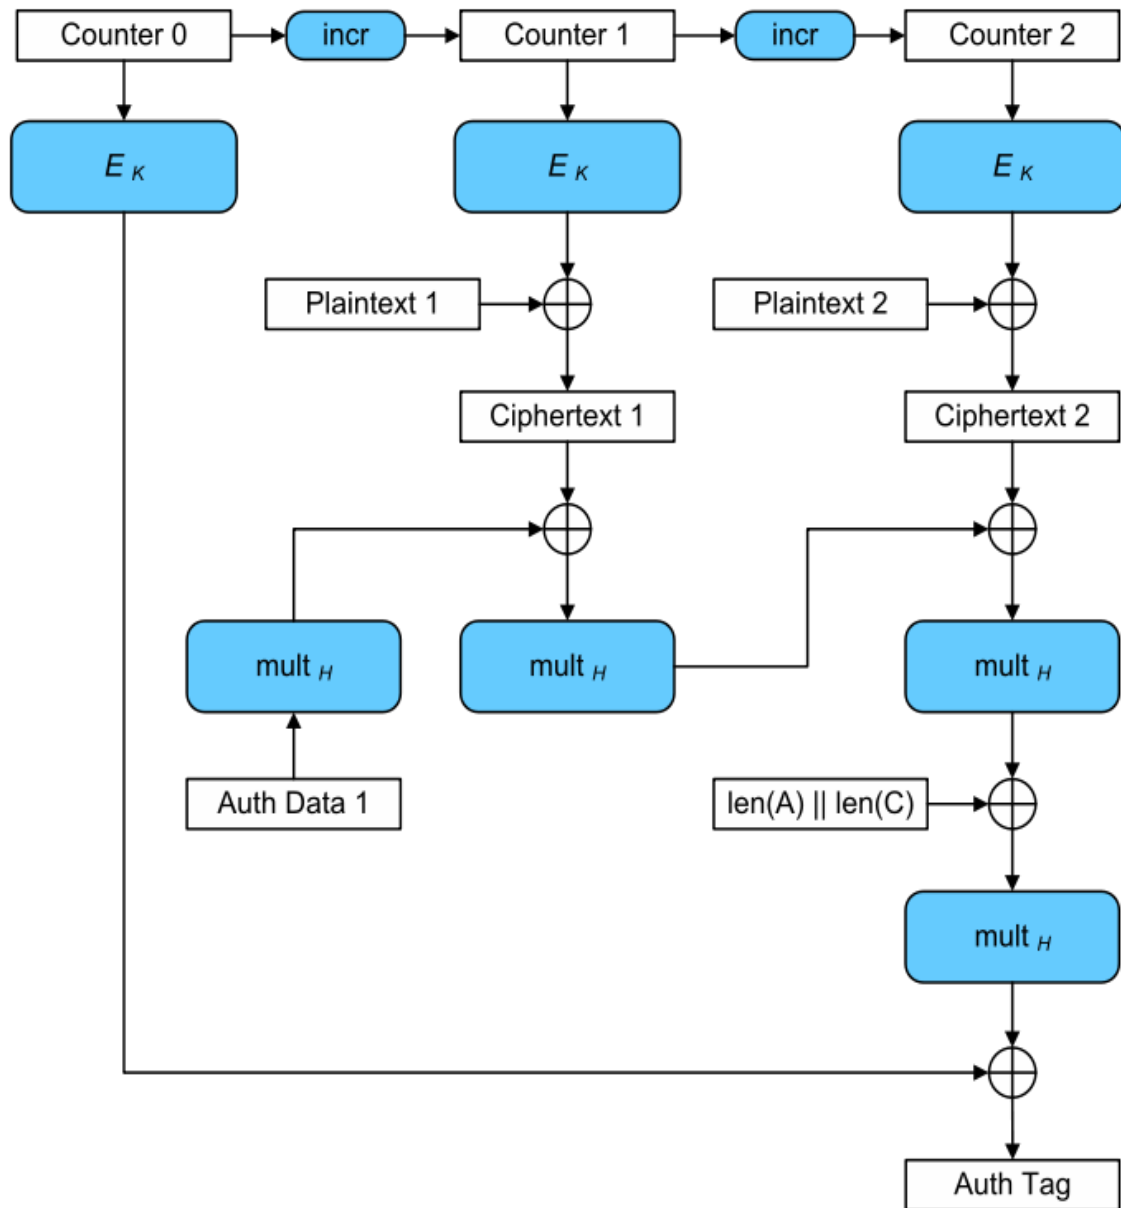 Counter 0
incr
Counter 1
incr
Counter 2
E K
E K
E K
Plaintext 1
Plaintext 2
Ciphertext 1
Ciphertext 2
mult H
mult H
mult H
Auth Data 1
len(A) || len(C)
mult H
Auth Tag